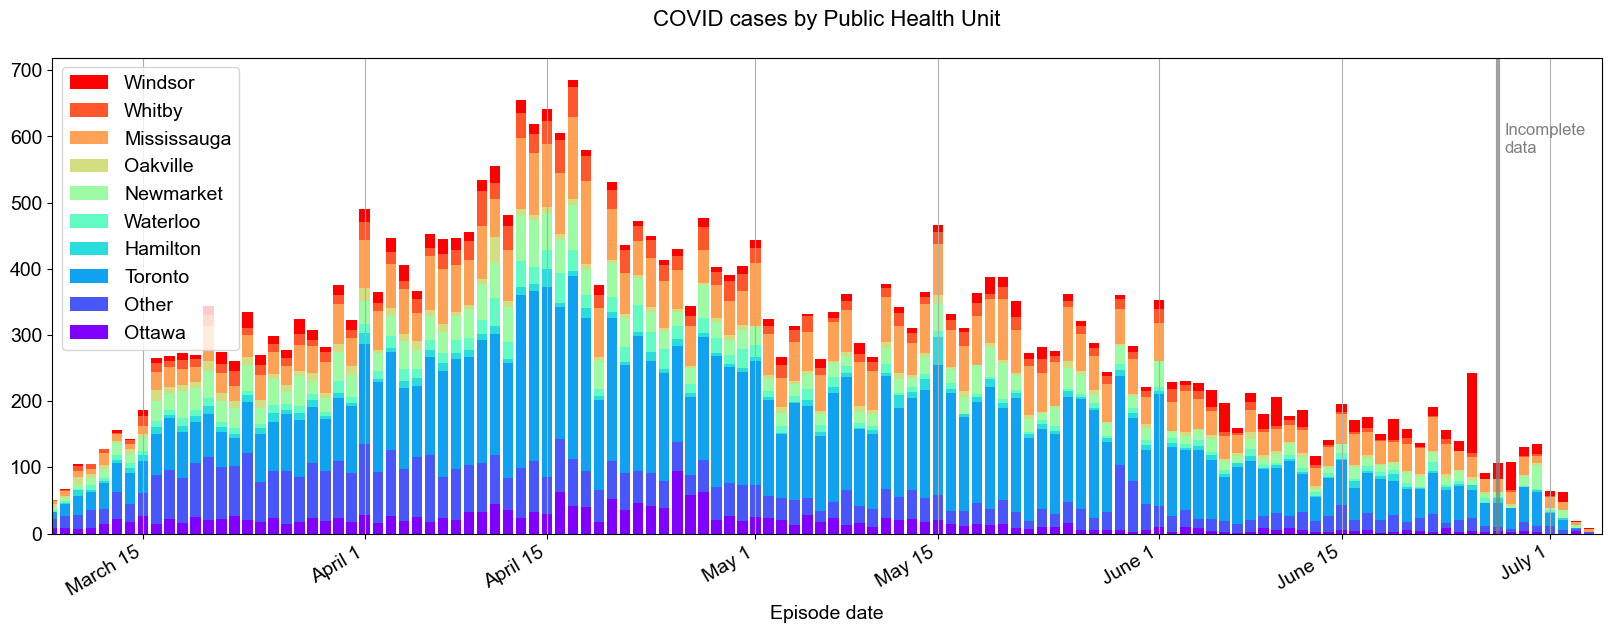 COVID cases by Public Health Unit
700
600
500
400
300
200
100
0
Windsor
Whitby
Mississauga
Oakville
Newmarket
Waterloo
Hamilton
Toronto
Other
Ottawa
Incomplete
data
March 15
April 1
April 15
May 1
May 15
June 1
June 15
July 1
Episode date